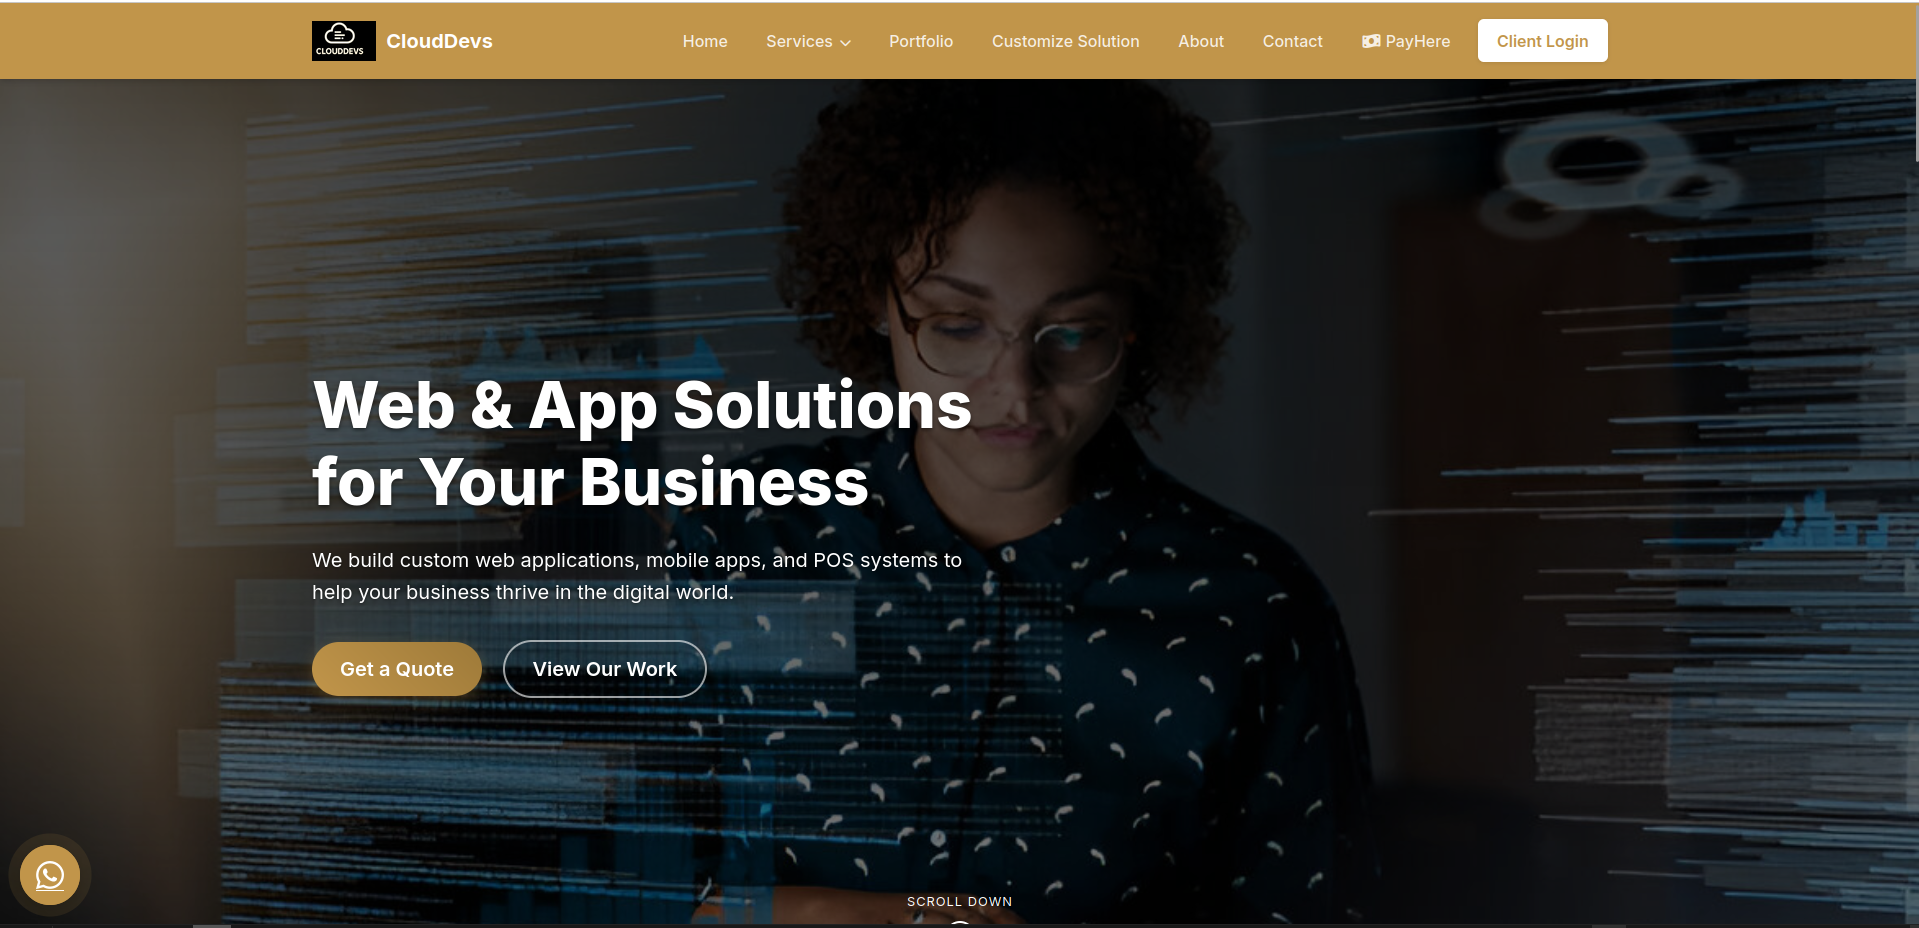 CLOUDDEVS
CloudDevs
Home
Services
Portfolio
Customize Solution
About
Contact
PayHere
Client Login
Web & App Solutions
for Your Business
We build custom web applications, mobile apps, and POS systems to
help your business thrive in the digital world.
Get a Quote
View Our Work
SCROLL DOWN